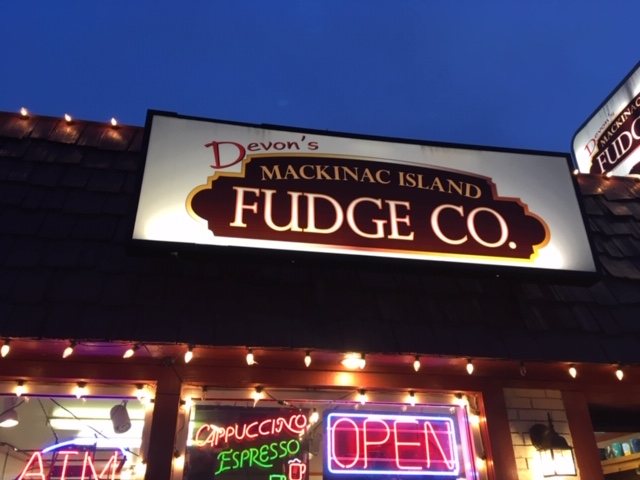 Devon's
MACKINAC ISLAND
FUDGE CO.
Devon's
MACKINAC
FUDG
CAPPUCCINO
ESPRESSO
OPEN
ATM